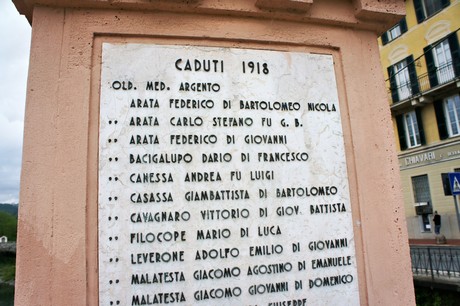 CADUTI 1918
OLD. MED. ARGENTO
ARATA FEDERICO DI BARTOLOMEO NICOLA
" ARATA CARLO STEFANO FU G. B.
" ARATA FEDERICO DI GIOVANNI
" BACIGALUPO DARIO DI FRANCESCO
" CANESSA ANDREA FU LUIGI
" CASASSA GIAMBATTISTA DI BARTOLOMEO
" CAVAGNARO VITTORIO DI GIOV. BATTISTA
" FILOCOPE MARIO DI LUCA
" LEVERONE ADOLFO EMILIO DI GIOVANNI
" MALATESTA GIACOMO AGOSTINO DI EMANUELE
" MALATESTA GIACOMO GIOVANNI DI DOMENICO
GIUSEPPE
CHIAVARI